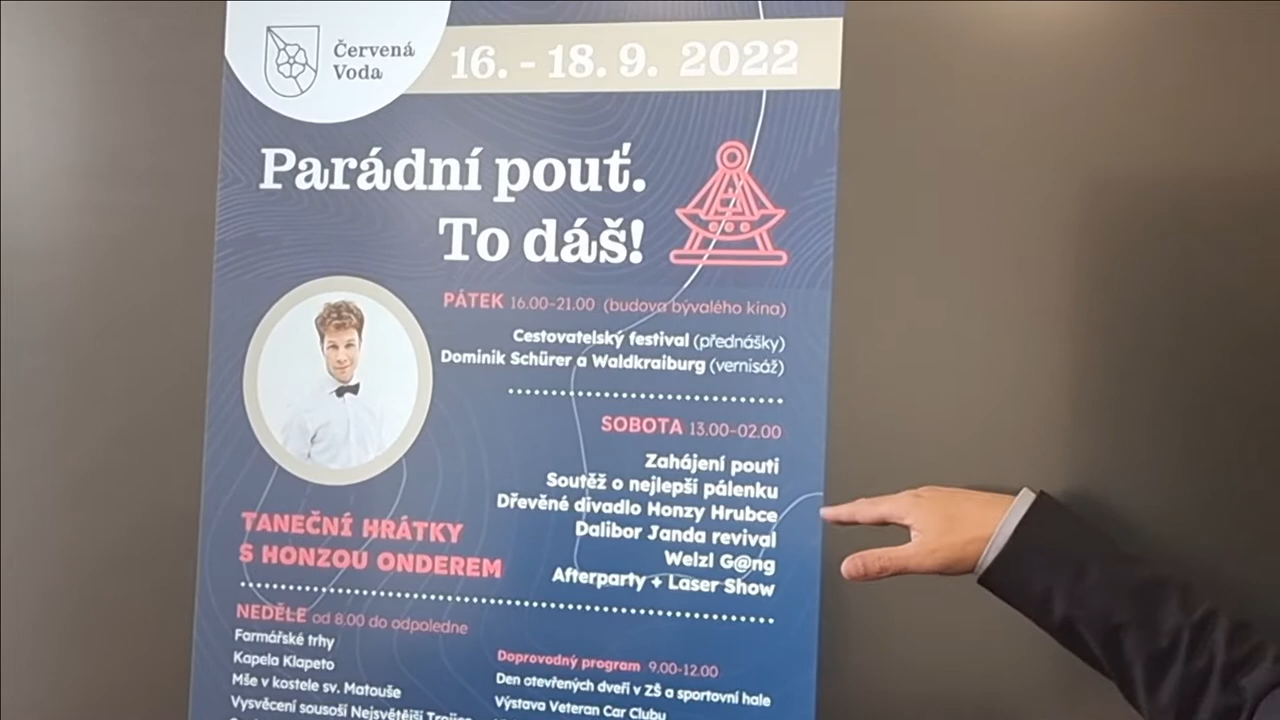 Červená
Voda
16. - 18. 9. 2022
Parádní pouť.
To dáš!
PÁTEK 16.00-21.00 (budova bývalého kina)
Cestovatelský festival (přednášky)
Dominik Schürer a Waldkraiburg (vernisáž)
SOBOTA 13.00-02.00
Zahájení pouti
Soutěž o nejlepší pálenku
Dřevěné divadlo Honzy Hrubce
Dalibor Janda revival
Welzl G@ng
Afterparty + Laser Show
TANEČNÍ HRÁTKY
S HONZOU ONDEREM
NEDĚLE od 8.00 do odpoledne
Farmářské trhy
Kapela Klapeto
Mše v kostele sv. Matouše
Vysvěcení sousoší Nejsvětější Trojice
Doprovodný program 9.00-12.00
Den otevřených dveří v ZŠ a sportovní hale
Výstava Veteran Car Clubu